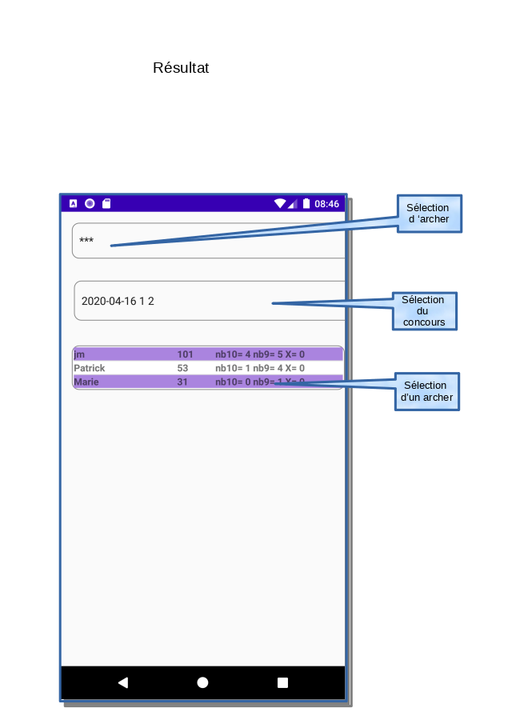 Résultat
08:46
Sélection
d 'archer
***
2020-04-16 1 2
Sélection
du
concours
jm 101 nb10= 4 nb9= 5 X= 0
Patrick 53 nb10= 1 nb9= 4 X= 0
Marie 31 nb10= 0 nb9= 1 X= 0
Sélection
d'un archer